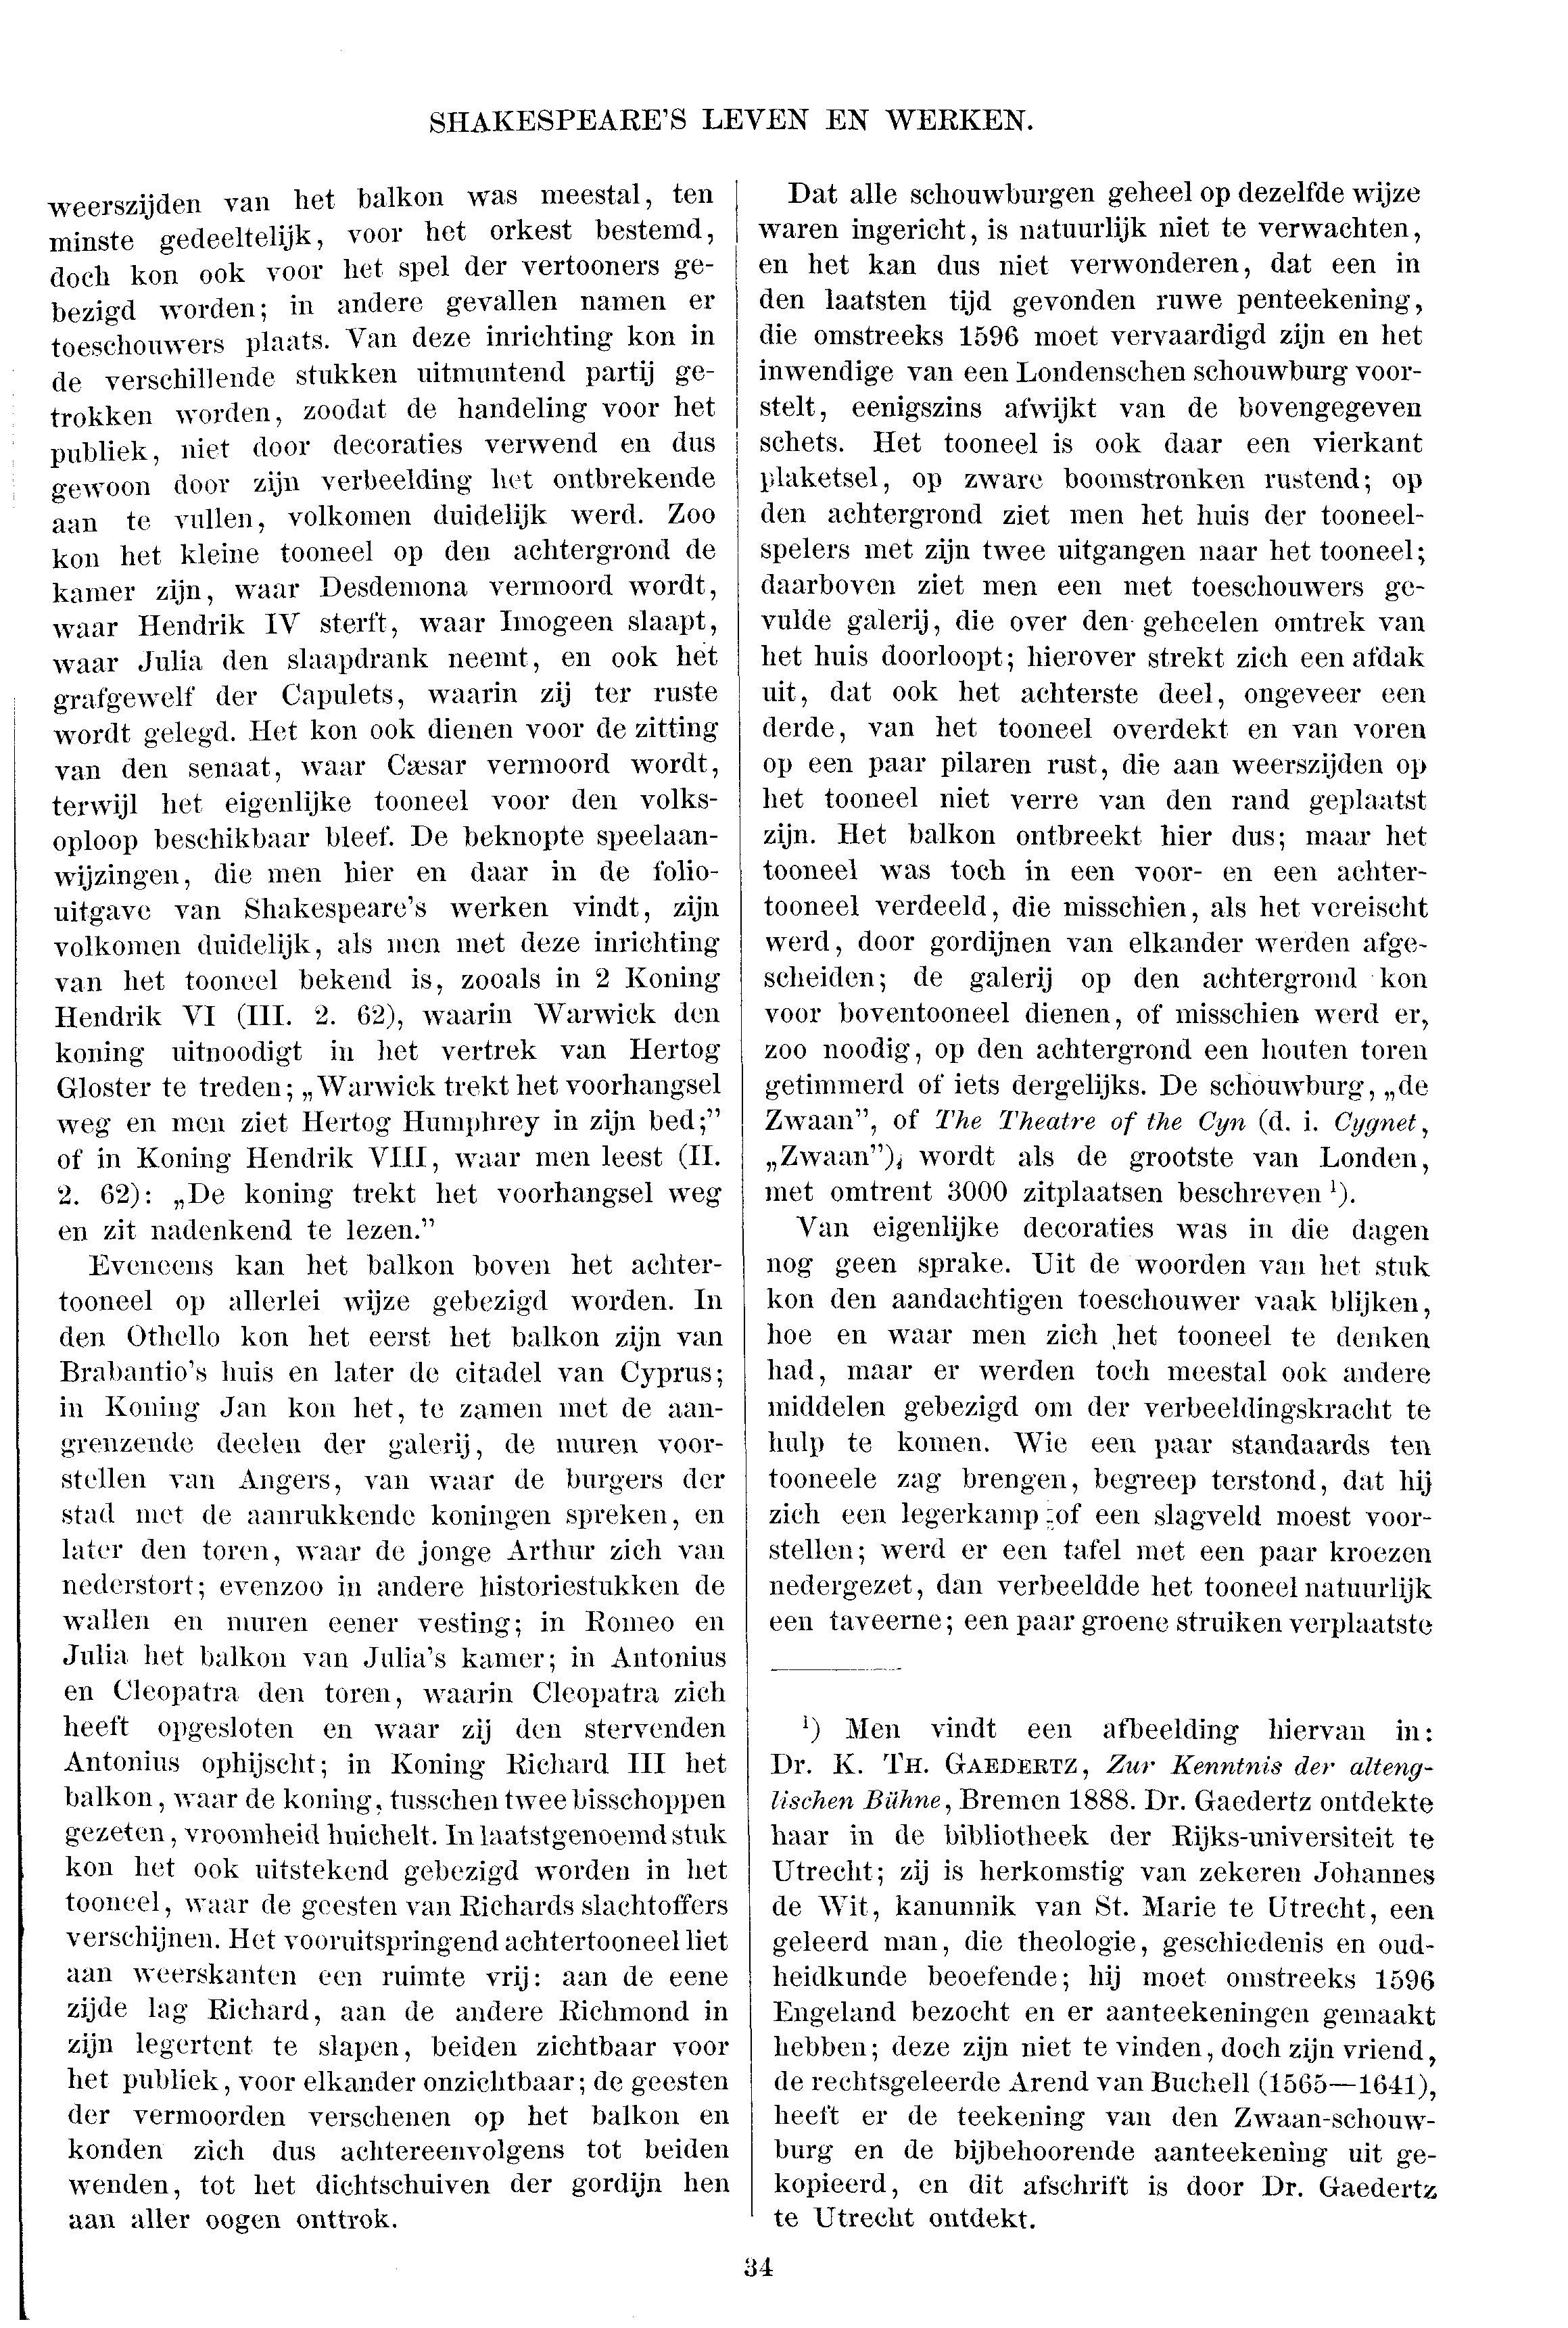 SHAKESPEARE'S LEVEN EN WERKEN.
weerszijden van het balkon was meestal, ten
minste gedeeltelijk, voor het orkest bestemd,
doch kon ook voor het spel der vertooners ge-
bezigd worden; in andere gevallen namen er
toeschouwers plaats. Van deze inrichting kon in
de verschillende stukken uitmuntend partij ge-
trokken worden, zoodat de handeling voor het
publiek, niet door decoraties verwend en dus
gewoon door zijn verbeelding het ontbrekende
aan te vullen, volkomen duidelijk werd. Zoo
kon het kleine tooneel op den achtergrond de
kamer zijn, waar Desdemona vermoord wordt,
waar Hendrik IV sterft, waar Imogeen slaapt,
waar Julia den slaapdrank neemt, en ook het
grafgewelf der Capulets, waarin zij ter ruste
wordt gelegd. Het kon ook dienen voor de zitting
van den senaat, waar Cæsar vermoord wordt,
terwijl het eigenlijke tooneel voor den volks-
oploop beschikbaar bleef. De beknopte speelaan-
wijzingen, die men hier en daar in de folio-
uitgave van Shakespeare's werken vindt, zijn
volkomen duidelijk, als men met deze inrichting
van het tooneel bekend is, zooals in 2 Koning
Hendrik VI (III. 2. 62), waarin Warwick den
koning uitnoodigt in het vertrek van Hertog
Gloster te treden; „Warwick trekt het voorhangsel
weg en men ziet Hertog Humphrey in zijn bed;”
of in Koning Hendrik VIII, waar men leest (II.
2. 62): „De koning trekt het voorhangsel weg
en zit nadenkend te lezen.”
Eveneens kan het balkon boven het achter-
tooneel op allerlei wijze gebezigd worden. In
den Othello kon het eerst het balkon zijn van
Brabantio's huis en later de citadel van Cyprus;
in Koning Jan kon het, te zamen met de aan-
grenzende deelen der galerij, de muren voor-
stellen van Angers, van waar de burgers der
stad met de aanrukkende koningen spreken, en
later den toren, waar de jonge Arthur zich van
nederstort; evenzoo in andere historiestukken de
wallen en muren eener vesting; in Romeo en
Julia het balkon van Julia's kamer; in Antonius
en Cleopatra den toren, waarin Cleopatra zich
heeft opgesloten en waar zij den stervenden
Antonius ophijscht; in Koning Richard III het
balkon, waar de koning, tusschen twee bisschoppen
gezeten, vroomheid huichelt. In laatstgenoemd stuk
kon het ook uitstekend gebezigd worden in het
tooneel, waar de geesten van Richards slachtoffers
verschijnen. Het vooruitspringend achtertooneel liet
aan weerskanten een ruimte vrij: aan de eene
zijde lag Richard, aan de andere Richmond in
zijn legertent te slapen, beiden zichtbaar voor
het publiek, voor elkander onzichtbaar; de geesten
der vermoorden verschenen op het balkon en
konden zich dus achtereenvolgens tot beiden
wenden, tot het dichtschuiven der gordijn hen
aan aller oogen onttrok.
Dat alle schouwburgen geheel op dezelfde wijze
waren ingericht, is natuurlijk niet te verwachten,
en het kan dus niet verwonderen, dat een in
den laatsten tijd gevonden ruwe penteekening,
die omstreeks 1596 moet vervaardigd zijn en het
inwendige van een Londenschen schouwburg voor-
stelt, eenigszins afwijkt van de bovengegeven
schets. Het tooneel is ook daar een vierkant
plaketsel, op zware boomstronken rustend; op
den achtergrond ziet men het huis der tooneel-
spelers met zijn twee uitgangen naar het tooneel;
daarboven ziet men een met toeschouwers ge-
vulde galerij, die over den geheelen omtrek van
het huis doorloopt; hierover strekt zich een afdak
uit, dat ook het achterste deel, ongeveer een
derde, van het tooneel overdekt en van voren
op een paar pilaren rust, die aan weerszijden op
het tooneel niet verre van den rand geplaatst
zijn. Het balkon ontbreekt hier dus; maar het
tooneel was toch in een voor- en een achter-
tooneel verdeeld, die misschien, als het vereischt
werd, door gordijnen van elkander werden afge-
scheiden; de galerij op den achtergrond kon
voor boventooneel dienen, of misschien werd er,
zoo noodig, op den achtergrond een houten toren
getimmerd of iets dergelijks. De schouwburg, „de
Zwaan”, of The Theatre of the Cyn (d. i. Cygnet,
„Zwaan”), wordt als de grootste van Londen,
met omtrent 3000 zitplaatsen beschreven ¹).
Van eigenlijke decoraties was in die dagen
nog geen sprake. Uit de woorden van het stuk
kon den aandachtigen toeschouwer vaak blijken,
hoe en waar men zich het tooneel te denken
had, maar er werden toch meestal ook andere
middelen gebezigd om der verbeeldingskracht te
hulp te komen. Wie een paar standaards ten
tooneele zag brengen, begreep terstond, dat hij
zich een legerkamp of een slagveld moest voor-
stellen; werd er een tafel met een paar kroezen
nedergezet, dan verbeeldde het tooneel natuurlijk
een taveerne; een paar groene struiken verplaatste
¹) Men vindt een afbeelding hiervan in:
Dr. K. TH. GAEDERTZ, Zur Kenntnis der alteng-
lischen Bühne, Bremen 1888. Dr. Gaedertz ontdekte
haar in de bibliotheek der Rijks-universiteit te
Utrecht; zij is herkomstig van zekeren Johannes
de Wit, kanunnik van St. Marie te Utrecht, een
geleerd man, die theologie, geschiedenis en oud-
heidkunde beoefende; hij moet omstreeks 1596
Engeland bezocht en er aanteekeningen gemaakt
hebben; deze zijn niet te vinden, doch zijn vriend,
de rechtsgeleerde Arend van Buchell (1565—1641),
heeft er de teekening van den Zwaan-schouw-
burg en de bijbehoorende aanteekening uit ge-
kopieerd, en dit afschrift is door Dr. Gaedertz
te Utrecht ontdekt.
34